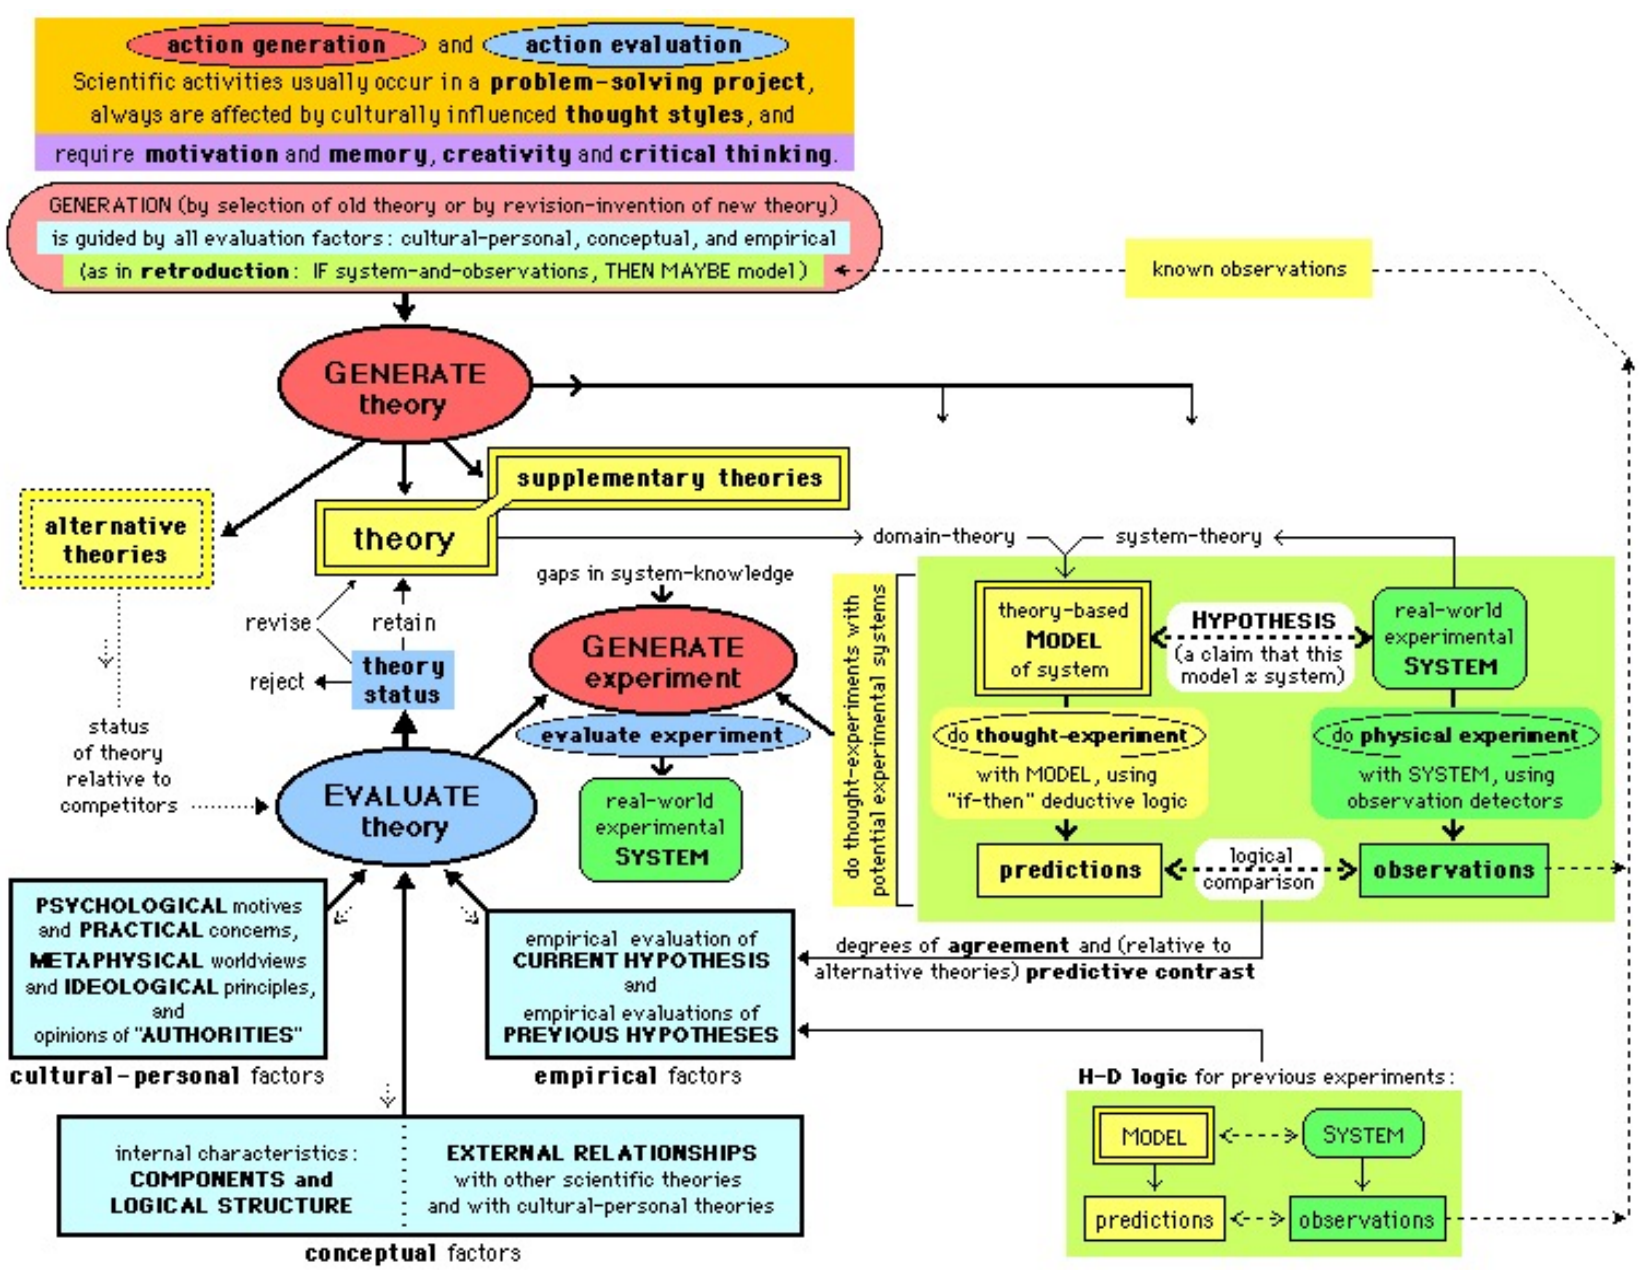 action generation and action evaluation
Scientific activities usually occur in a problem-solving project,
always are affected by culturally influenced thought styles, and
require motivation and memory, creativity and critical thinking.
GENERATION (by selection of old theory or by revision-invention of new theory)
is guided by all evaluation factors: cultural-personal, conceptual, and empirical
(as in retroduction: IF system-and-observations, THEN MAYBE model)
known observations
GENERATE
theory
supplementary theories
alternative
theories
theory
domain-theory
system-theory
gaps in system-knowledge
revise
retain
reject
theory
status
GENERATE
experiment
evaluate experiment
real-world
experimental
SYSTEM
do thought-experiments with
potential experimental systems
theory-based
MODEL
of system
HYPOTHESIS
(a claim that this
model ≈ system)
real-world
experimental
SYSTEM
do thought-experiment
with MODEL, using
"if-then" deductive logic
do physical experiment
with SYSTEM, using
observation detectors
predictions
logical
comparison
observations
status
of theory
relative to
competitors
EVALUATE
theory
PSYCHOLOGICAL motives
and PRACTICAL concerns,
METAPHYSICAL worldviews
and IDEOLOGICAL principles,
and
opinions of "AUTHORITIES"
cultural-personal factors
empirical evaluation of
CURRENT HYPOTHESIS
and
empirical evaluations of
PREVIOUS HYPOTHESES
empirical factors
degrees of agreement and (relative to
alternative theories) predictive contrast
H-D logic for previous experiments:
MODEL
SYSTEM
predictions
observations
internal characteristics:
COMPONENTS and
LOGICAL STRUCTURE
EXTERNAL RELATIONSHIPS
with other scientific theories
and with cultural-personal theories
conceptual factors